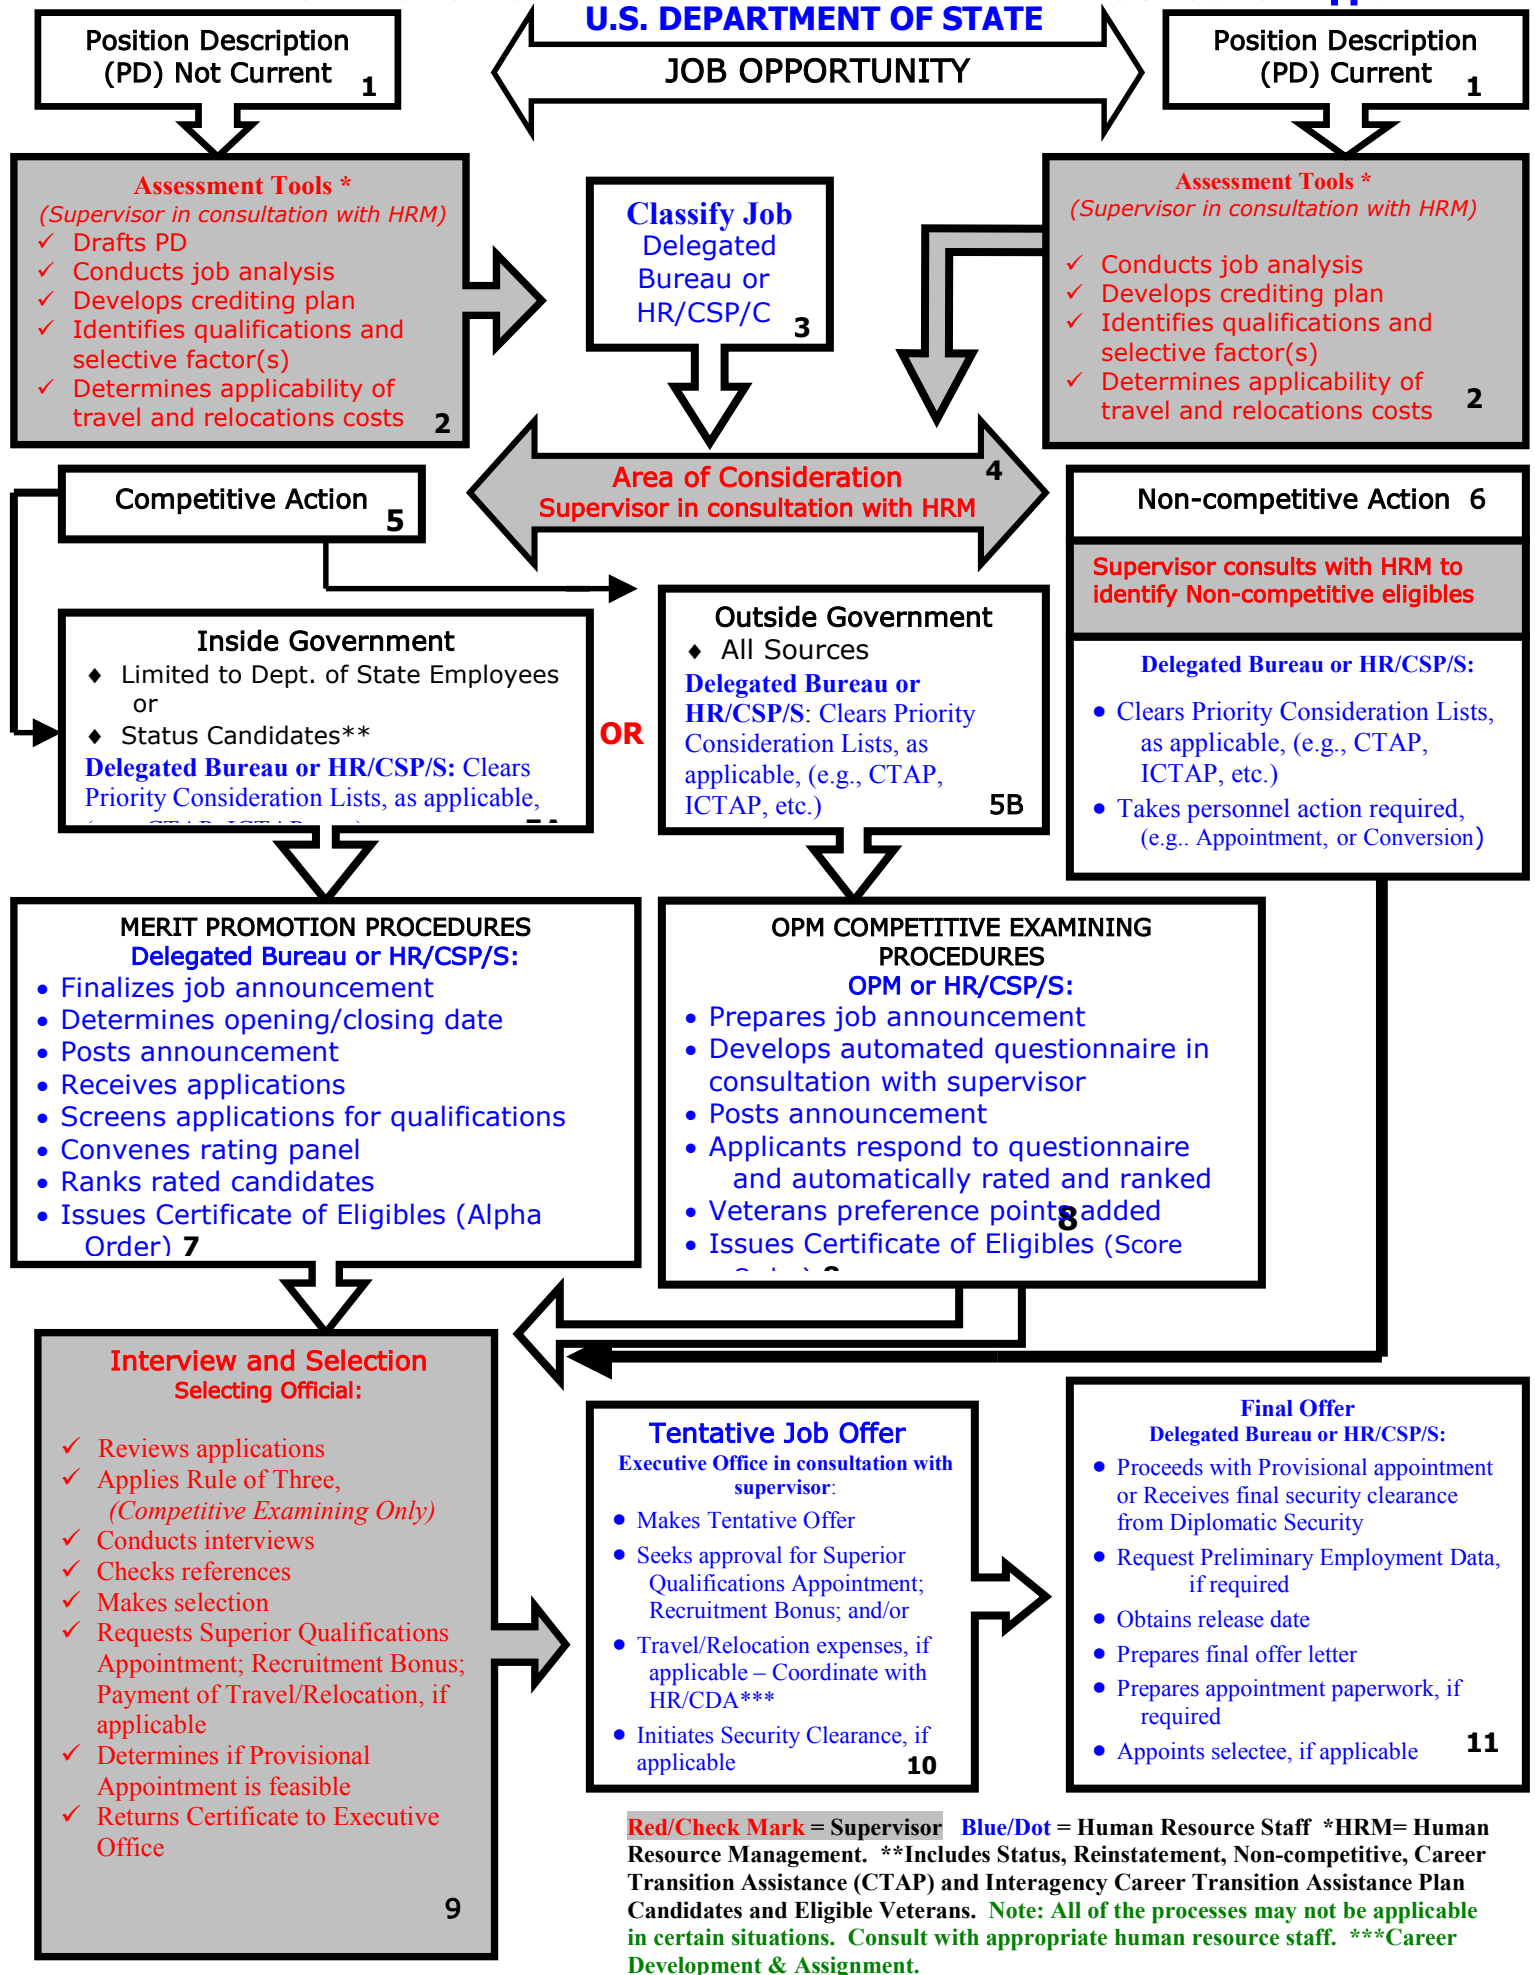 U.S. DEPARTMENT OF STATE
JOB OPPORTUNITY
Position Description
(PD) Not Current
1
Position Description
(PD) Current
1
Assessment Tools *
(Supervisor in consultation with HRM)
✓ Drafts PD
✓ Conducts job analysis
✓ Develops crediting plan
✓ Identifies qualifications and
selective factor(s)
✓ Determines applicability of
travel and relocations costs
2
Classify Job
Delegated
Bureau or
HR/CSP/C
3
Assessment Tools *
(Supervisor in consultation with HRM)
✓ Conducts job analysis
✓ Develops crediting plan
✓ Identifies qualifications and
selective factor(s)
✓ Determines applicability of
travel and relocations costs
2
Area of Consideration
4
Supervisor in consultation with HRM
Competitive Action
5
Non-competitive Action 6
Supervisor consults with HRM to
identify Non-competitive eligibles
Delegated Bureau or HR/CSP/S:
• Clears Priority Consideration Lists,
as applicable, (e.g., CTAP,
ICTAP, etc.)
• Takes personnel action required,
(e.g.. Appointment, or Conversion)
Inside Government
♦ Limited to Dept. of State Employees
or
♦ Status Candidates**
Delegated Bureau or HR/CSP/S: Clears
Priority Consideration Lists, as applicable,
OR
Outside Government
♦ All Sources
Delegated Bureau or
HR/CSP/S: Clears Priority
Consideration Lists, as
applicable, (e.g., CTAP,
ICTAP, etc.)
5B
MERIT PROMOTION PROCEDURES
Delegated Bureau or HR/CSP/S:
• Finalizes job announcement
• Determines opening/closing date
• Posts announcement
• Receives applications
• Screens applications for qualifications
• Convenes rating panel
• Ranks rated candidates
• Issues Certificate of Eligibles (Alpha
Order) 7
OPM COMPETITIVE EXAMINING
PROCEDURES
OPM or HR/CSP/S:
• Prepares job announcement
• Develops automated questionnaire in
consultation with supervisor
• Posts announcement
• Applicants respond to questionnaire
and automatically rated and ranked
• Veterans preference points added
8
• Issues Certificate of Eligibles (Score
Interview and Selection
Selecting Official:
✓ Reviews applications
✓ Applies Rule of Three,
(Competitive Examining Only)
✓ Conducts interviews
✓ Checks references
✓ Makes selection
✓ Requests Superior Qualifications
Appointment; Recruitment Bonus;
Payment of Travel/Relocation, if
applicable
✓ Determines if Provisional
Appointment is feasible
✓ Returns Certificate to Executive
Office
9
Tentative Job Offer
Executive Office in consultation with
supervisor:
• Makes Tentative Offer
• Seeks approval for Superior
Qualifications Appointment;
Recruitment Bonus; and/or
• Travel/Relocation expenses, if
applicable – Coordinate with
HR/CDA***
• Initiates Security Clearance, if
applicable
10
Final Offer
Delegated Bureau or HR/CSP/S:
• Proceeds with Provisional appointment
or Receives final security clearance
from Diplomatic Security
• Request Preliminary Employment Data,
if required
• Obtains release date
• Prepares final offer letter
• Prepares appointment paperwork, if
required
• Appoints selectee, if applicable
11
Red/Check Mark = Supervisor Blue/Dot = Human Resource Staff *HRM= Human
Resource Management. **Includes Status, Reinstatement, Non-competitive, Career
Transition Assistance (CTAP) and Interagency Career Transition Assistance Plan
Candidates and Eligible Veterans. Note: All of the processes may not be applicable
in certain situations. Consult with appropriate human resource staff. ***Career
Development & Assignment.